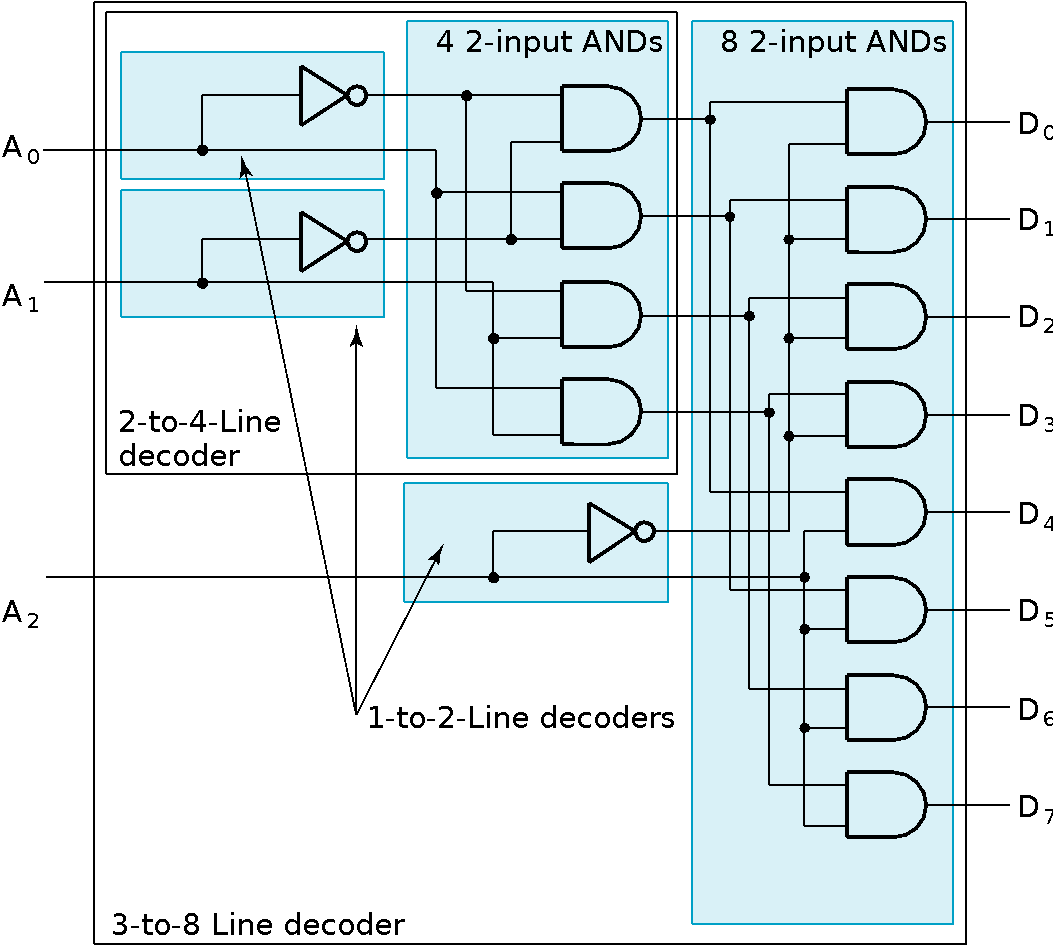 4 2-input ANDs
8 2-input ANDs
A0
A1
A2
2-to-4-Line
decoder
1-to-2-Line decoders
3-to-8 Line decoder
D0
D1
D2
D3
D4
D5
D6
D7